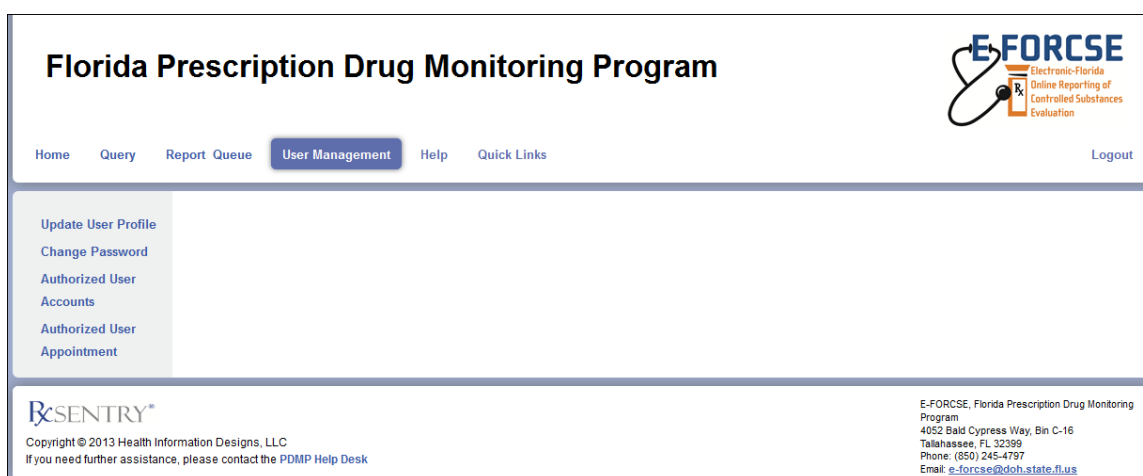 Florida Prescription Drug Monitoring Program
E-FORCSE
Electronic-Florida
Online Reporting of
Controlled Substances
Evaluation
Rx
Home Query Report Queue User Management Help Quick Links Logout
Update User Profile
Change Password
Authorized User
Accounts
Authorized User
Appointment
RxSENTRY®
Copyright © 2013 Health Information Designs, LLC
If you need further assistance, please contact the PDMP Help Desk
E-FORCSE, Florida Prescription Drug Monitoring
Program
4052 Bald Cypress Way, Bin C-16
Tallahassee, FL 32399
Phone: (850) 245-4797
Email: e-forcse@doh.state.fl.us